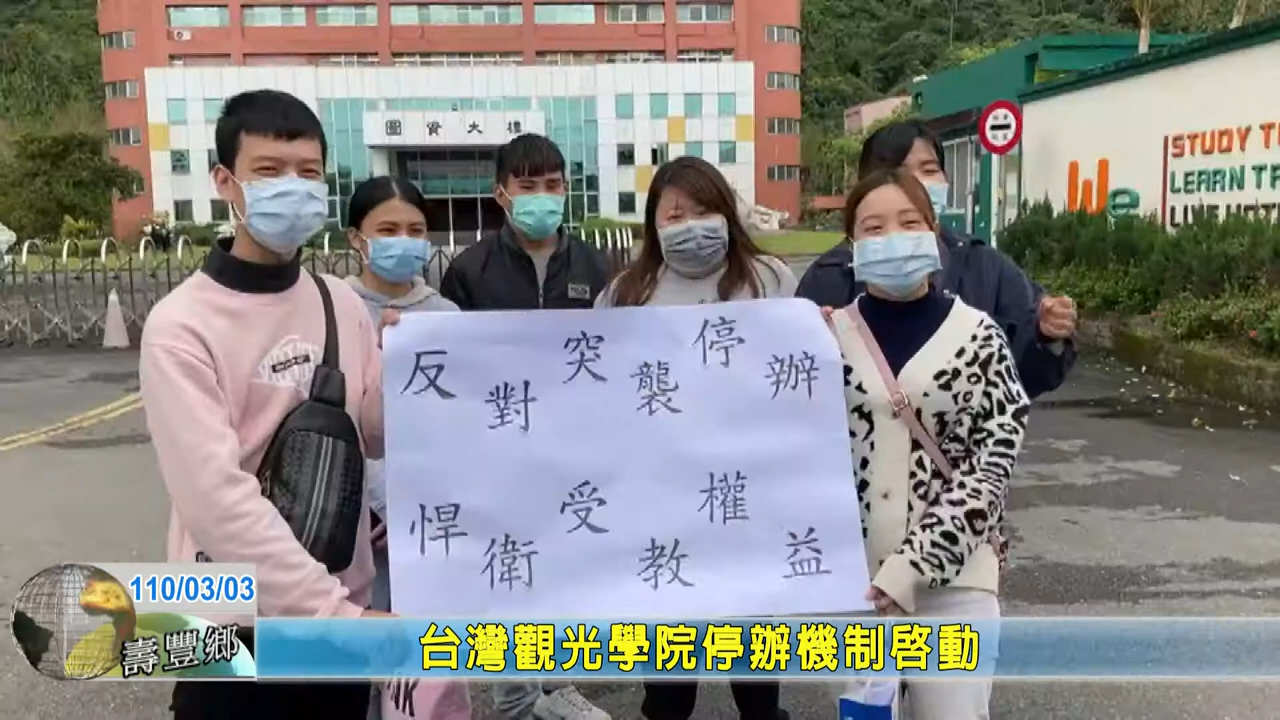 圖資大樓
STUDY
LEARN
We
反對突襲停辦
悍衛受教權益
110/03/03
壽豐鄉
台灣觀光學院停辦機制啓動